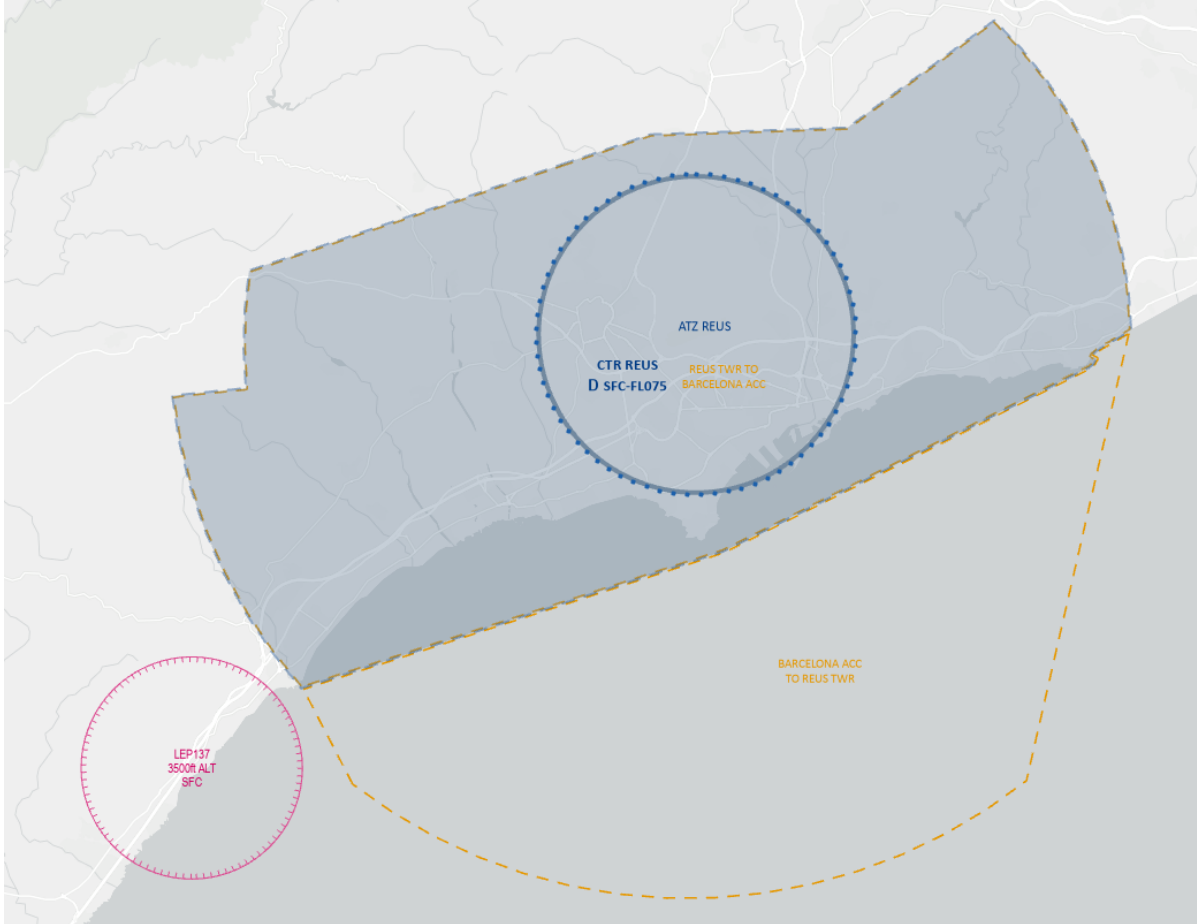 ATZ REUS
CTR REUS
D SFC-FL075
REUS TWR TO
BARCELONA ACC
BARCELONA ACC
TO REUS TWR
LEP137
3500ft ALT
SFC